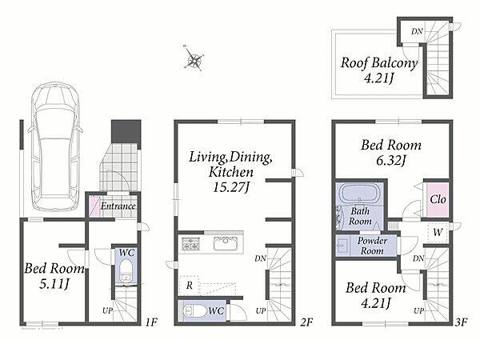 DN
Roof Balcony
4.21J
Entrance
WC
Bed Room
5.11J
UP
1F
Living,Dining,
Kitchen
15.27J
R
DN
WC
UP
2F
Bed Room
6.32J
Clo
Bath
Room
W
Powder
Room
DN
Bed Room
4.21J
UP
3F